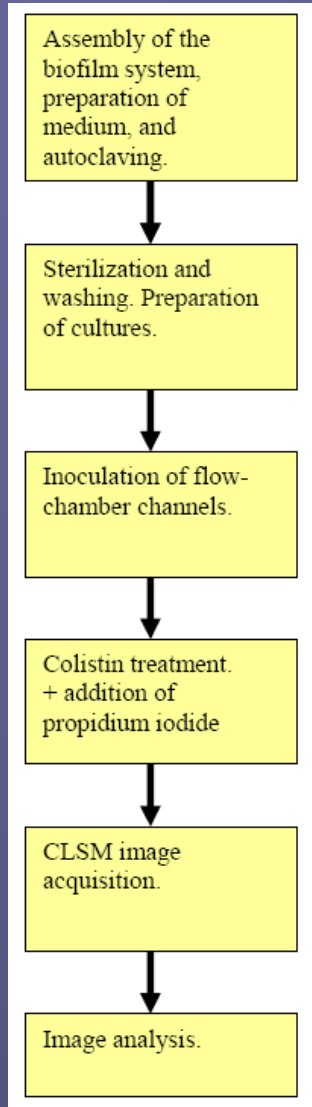 Assembly of the
biofilm system,
preparation of
medium, and
autoclaving.
Sterilization and
washing. Preparation
of cultures.
Inoculation of flow-
chamber channels.
Colistin treatment.
+ addition of
propidium iodide
CLSM image
acquisition.
Image analysis.